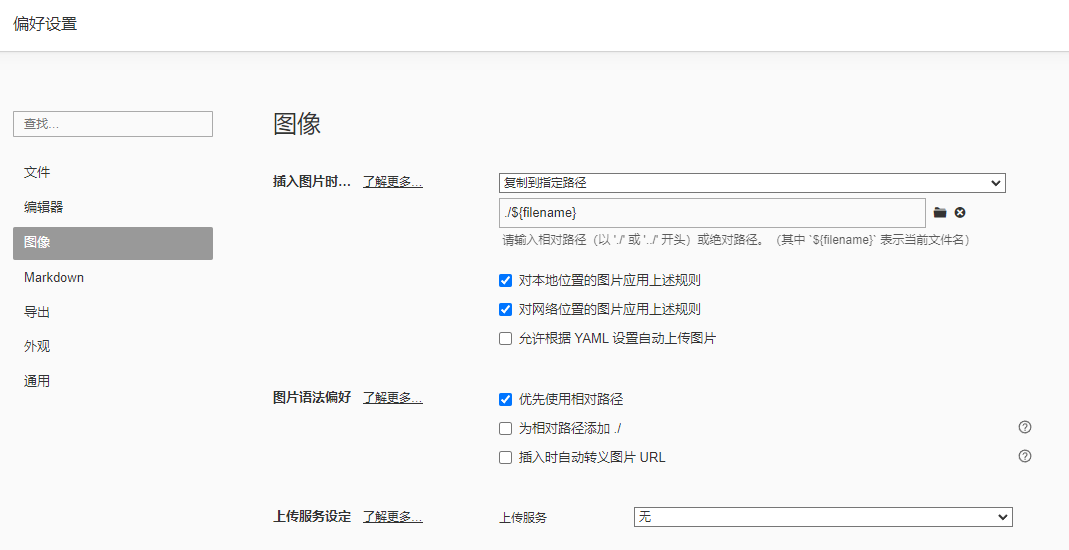 偏好设置
查找...
文件
编辑器
图像
Markdown
导出
外观
通用
图像
插入图片时... 了解更多... 复制到指定路径
./${filename}
请输入相对路径（以 './' 或 '../' 开头）或绝对路径。（其中 `${filename}` 表示当前文件名）
对本地位置的图片应用上述规则
对网络位置的图片应用上述规则
允许根据 YAML 设置自动上传图片
图片语法偏好 了解更多... 优先使用相对路径
为相对路径添加 ./
插入时自动转义图片 URL
上传服务设定 了解更多... 上传服务 无